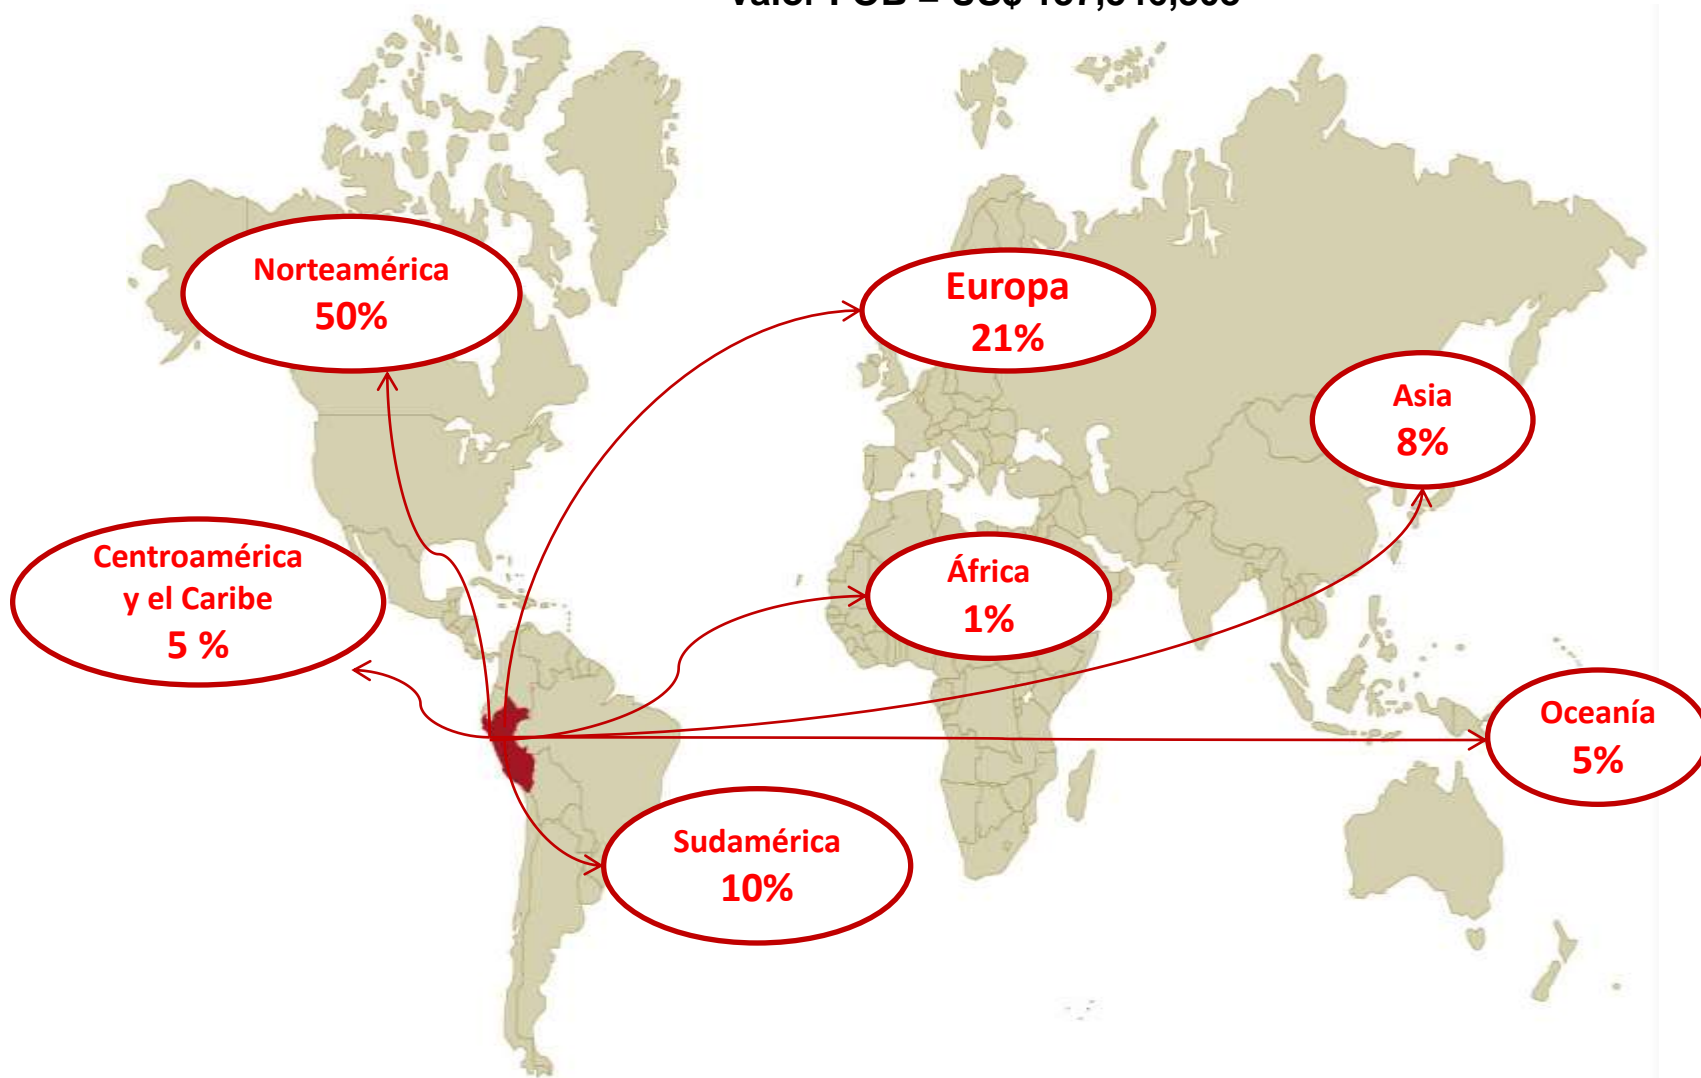 Norteamérica
50%
Europa
21%
Asia
8%
Centroamérica
y el Caribe
5 %
África
1%
Oceanía
5%
Sudamérica
10%